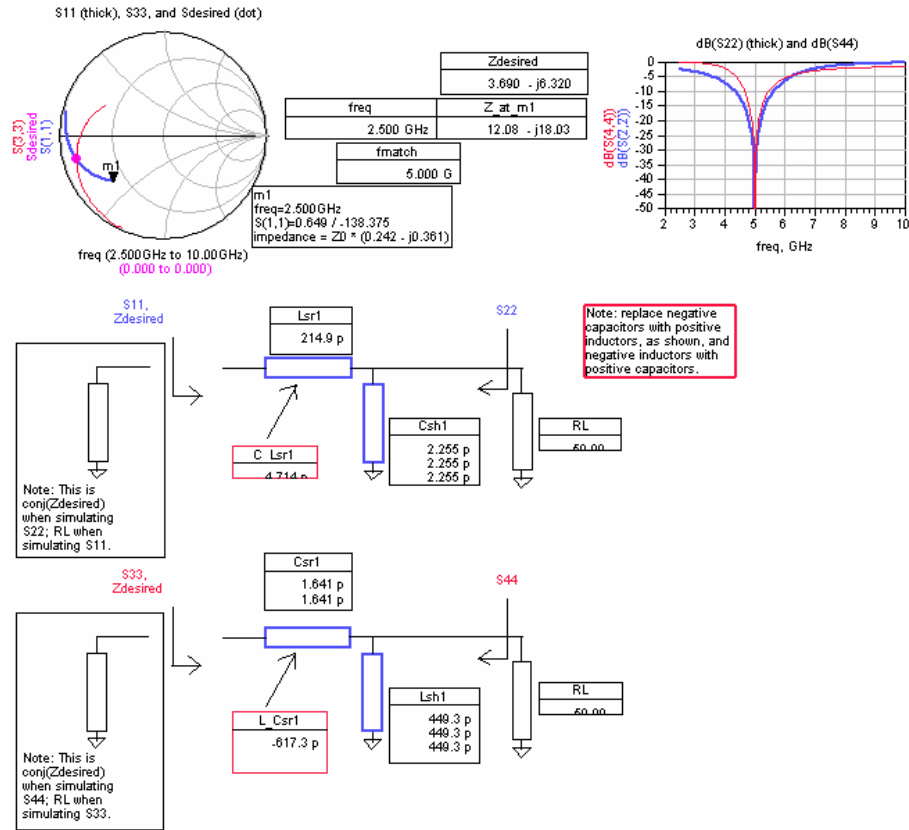 S11 (thick), S33, and Sdesired (dot)
S(3,3)
Sdesired
S(1,1)
m1
freq (2.500GHz to 10.00GHz)
(0.000 to 0.000)
Zdesired
3.690 - j6.320
freq
Z_at_m1
2.500 GHz
12.08 - j18.03
fmatch
5.000 G
m1
freq=2.500GHz
S(1,1)=0.649 / -138.375
impedance = Z0 * (0.242 - j0.361)
dB(S22) (thick) and dB(S44)
dB(S(4,4))
dB(S(2,2))
0
-5
-10
-15
-20
-25
-30
-35
-40
-45
-50
2
3
4
5
6
7
8
9
10
freq, GHz
S11,
Zdesired
Lsr1
214.9 p
S22
Note: replace negative
capacitors with positive
inductors, as shown, and
negative inductors with
positive capacitors.
C_Lsr1
4.714 p
Csh1
2.255 p
2.255 p
2.255 p
RL
50.00
Note: This is
conj(Zdesired)
when simulating
S22; RL when
simulating S11.
S33,
Zdesired
Csr1
1.641 p
1.641 p
S44
L_Csr1
-617.3 p
Lsh1
449.3 p
449.3 p
449.3 p
RL
50.00
Note: This is
conj(Zdesired)
when simulating
S44; RL when
simulating S33.